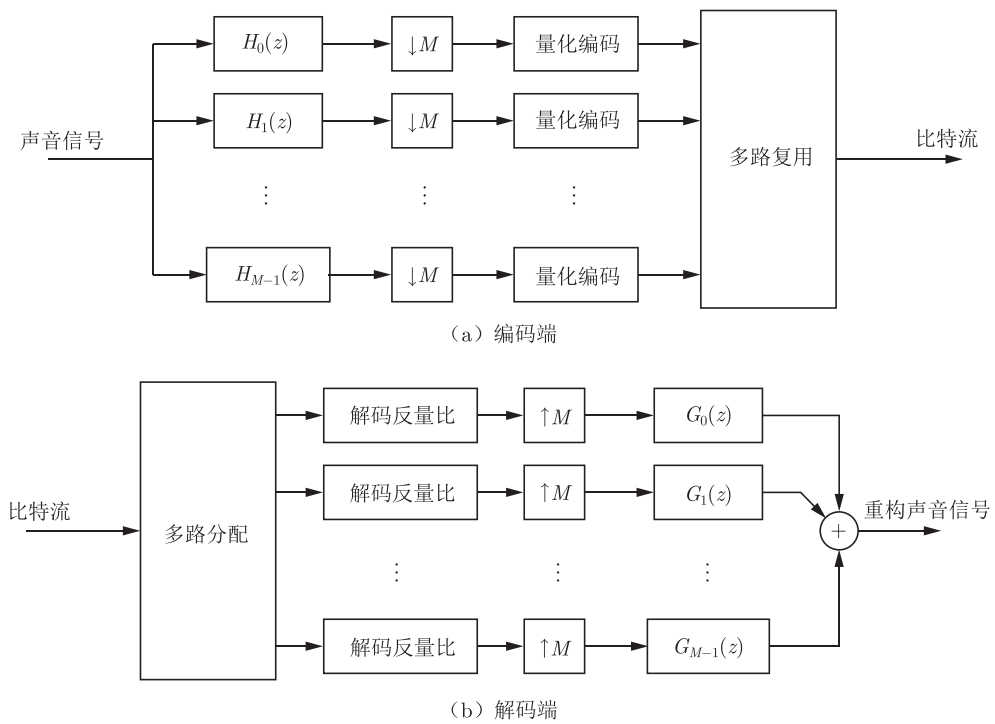 H₀(z) ↓M 量化编码
H₁(z) ↓M 量化编码
声音信号
多路复用
比特流
⋮ ⋮ ⋮
H_{M−1}(z) ↓M 量化编码
（a）编码端
解码反量比 ↑M G₀(z)
解码反量比 ↑M G₁(z)
比特流
多路分配
+
重构声音信号
⋮ ⋮ ⋮
解码反量比 ↑M G_{M−1}(z)
（b）解码端